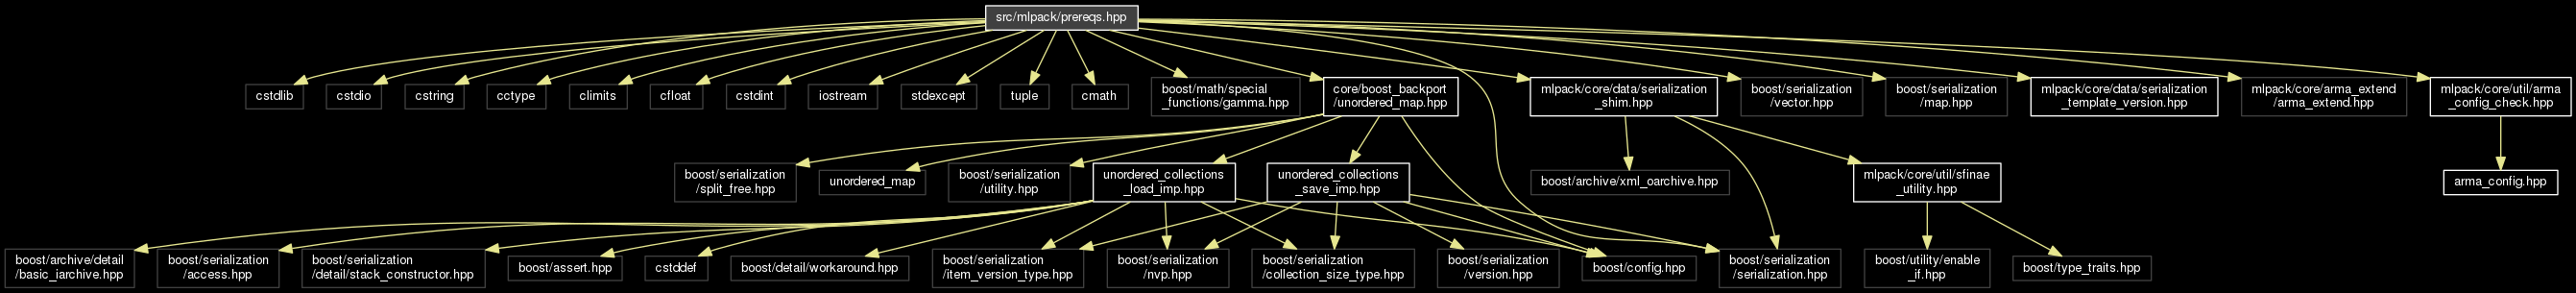 src/mlpack/prereqs.hpp
cstdlib
cstdio
cstring
cctype
climits
cfloat
cstdint
iostream
stdexcept
tuple
cmath
boost/math/special
_functions/gamma.hpp
core/boost_backport
/unordered_map.hpp
mlpack/core/data/serialization
_shim.hpp
boost/serialization
/vector.hpp
boost/serialization
/map.hpp
mlpack/core/data/serialization
_template_version.hpp
mlpack/core/arma_extend
/arma_extend.hpp
mlpack/core/util/arma
_config_check.hpp
boost/serialization
/split_free.hpp
unordered_map
boost/serialization
/utility.hpp
unordered_collections
_load_imp.hpp
unordered_collections
_save_imp.hpp
boost/archive/xml_oarchive.hpp
mlpack/core/util/sfinae
_utility.hpp
arma_config.hpp
boost/archive/detail
/basic_iarchive.hpp
boost/serialization
/access.hpp
boost/serialization
/detail/stack_constructor.hpp
boost/assert.hpp
cstddef
boost/detail/workaround.hpp
boost/serialization
/item_version_type.hpp
boost/serialization
/nvp.hpp
boost/serialization
/collection_size_type.hpp
boost/serialization
/version.hpp
boost/config.hpp
boost/serialization
/serialization.hpp
boost/utility/enable
_if.hpp
boost/type_traits.hpp